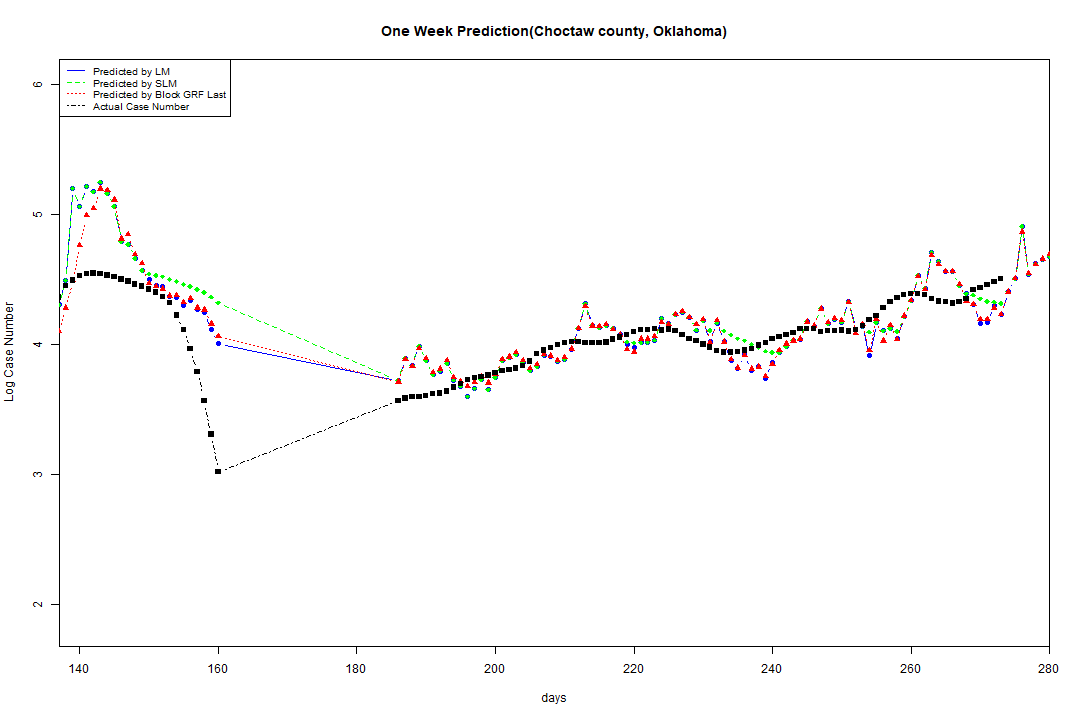 One Week Prediction(Choctaw county, Oklahoma)
Predicted by LM
Predicted by SLM
Predicted by Block GRF Last
Actual Case Number
6
5
4
3
2
Log Case Number
140 160 180 200 220 240 260 280
days